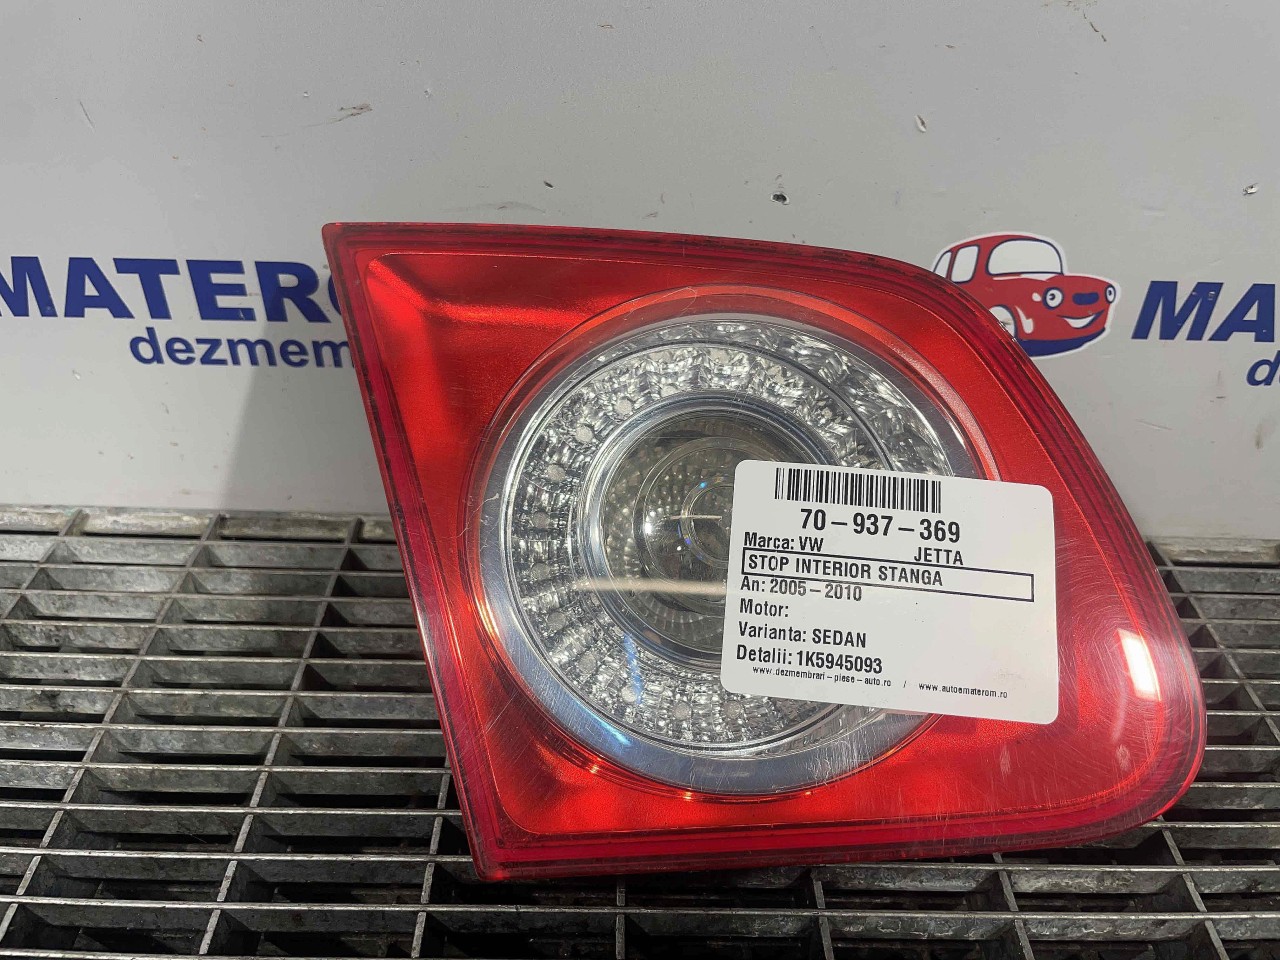 MATERO
dezmem
MA
d
70-937-369
Marca: VW JETTA
STOP INTERIOR STANGA
An: 2005-2010
Motor:
Varianta: SEDAN
Detalii: 1K5945093
www.dezmembrari-piese-auto.ro / www.autoematerom.ro